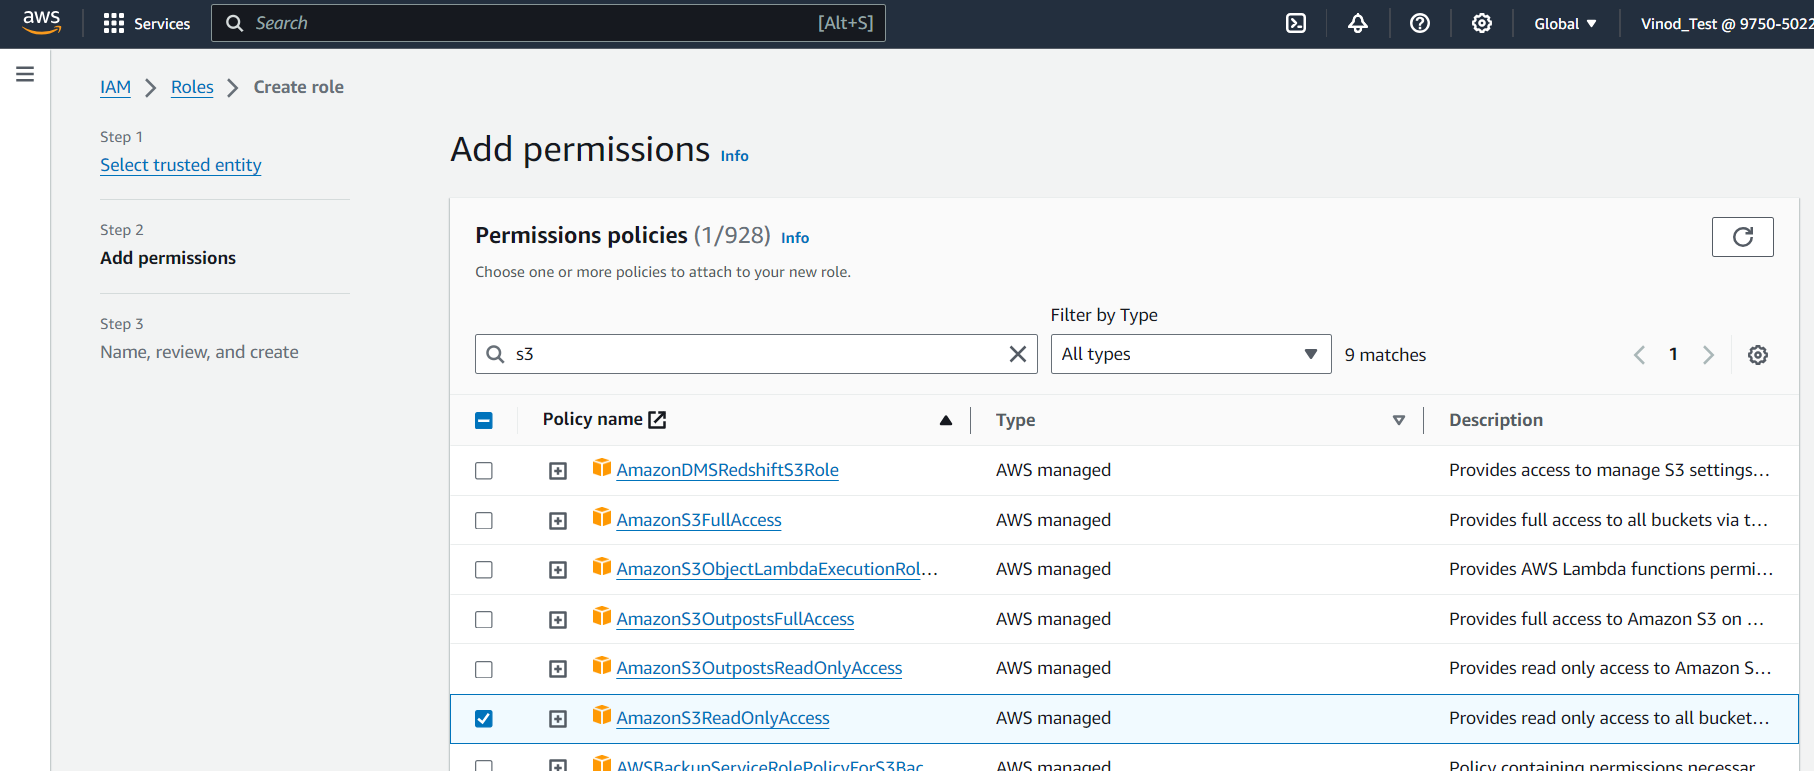 aws Services Search [Alt+S] Global Vinod_Test @ 9750-5022
IAM Roles Create role
Step 1
Select trusted entity
Step 2
Add permissions
Step 3
Name, review, and create
Add permissions Info
Permissions policies (1/928) Info
Choose one or more policies to attach to your new role.
Filter by Type
s3 All types 9 matches 1
Policy name Type Description
AmazonDMSRedshiftS3Role AWS managed Provides access to manage S3 settings...
AmazonS3FullAccess AWS managed Provides full access to all buckets via t...
AmazonS3ObjectLambdaExecutionRol... AWS managed Provides AWS Lambda functions permi...
AmazonS3OutpostsFullAccess AWS managed Provides full access to Amazon S3 on ...
AmazonS3OutpostsReadOnlyAccess AWS managed Provides read only access to Amazon S...
AmazonS3ReadOnlyAccess AWS managed Provides read only access to all bucket...
AWSBackupServiceRolePolicyForS3Bac AWS managed Policy containing permissions necessar